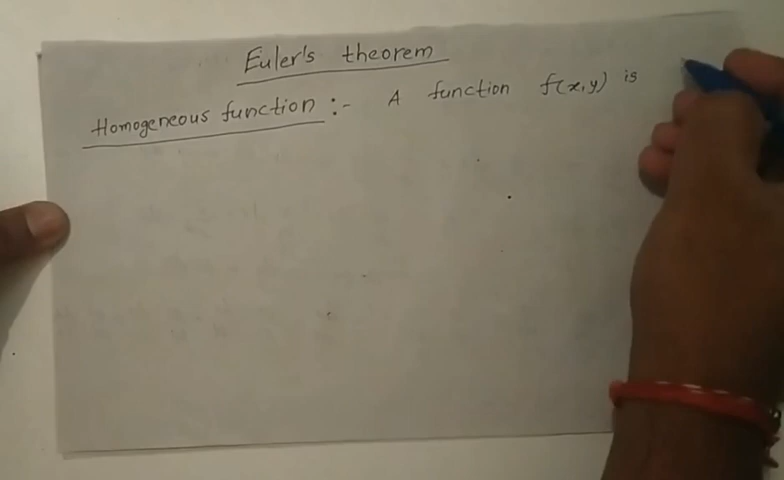 Euler's theorem
Homogeneous function :- A function f(x,y) is